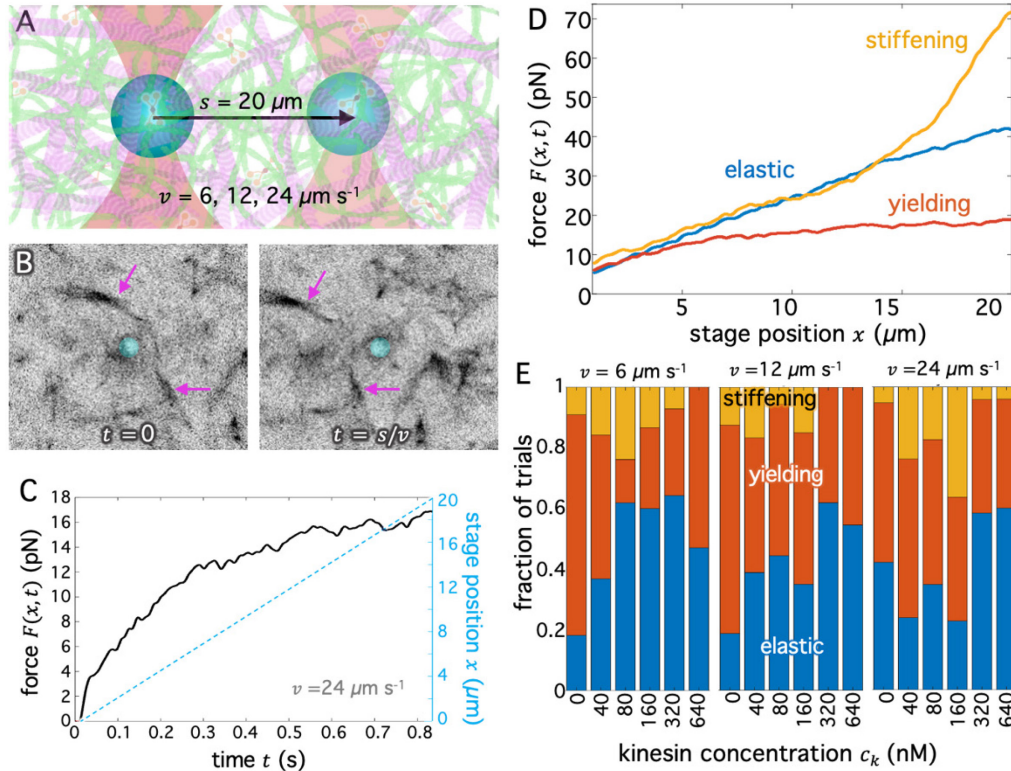 A
s = 20 µm
v = 6, 12, 24 µm s⁻¹
B
t = 0
t = s/v
C
18
16
14
12
10
8
6
4
2
0
force F(x,t) (pN)
0
0.1
0.2
0.3
0.4
0.5
0.6
0.7
0.8
time t (s)
20
16
12
8
4
0
stage position x (µm)
v =24 µm s⁻¹
D
70
60
50
40
30
20
10
0
force F(x,t) (pN)
stiffening
elastic
yielding
5
10
15
20
stage position x (µm)
E
v = 6 µm s⁻¹
v =12 µm s⁻¹
v =24 µm s⁻¹
1
0.8
0.6
0.4
0.2
0
fraction of trials
stiffening
yielding
elastic
0 40 80 160 320 640
0 40 80 160 320 640
0 40 80 160 320 640
kinesin concentration cₖ (nM)